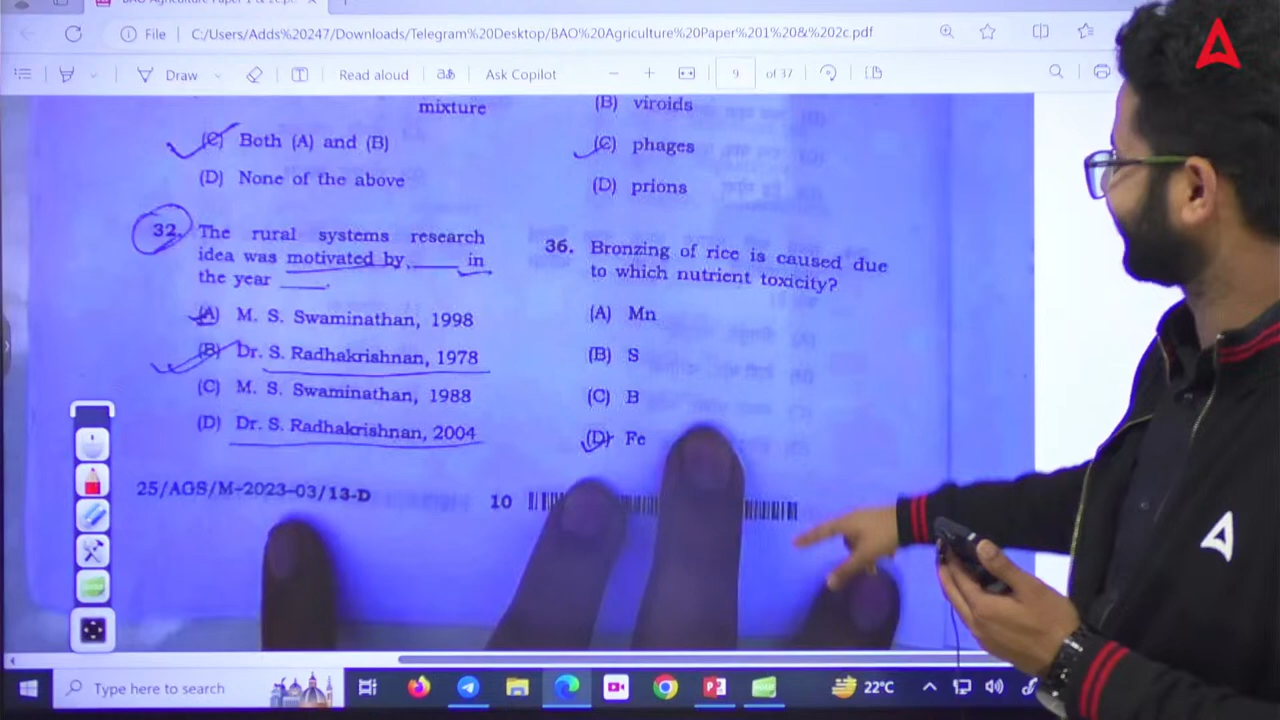 File
C:/Users/Adds%20247/Downloads/Telegram%20Desktop/BAO%20Agriculture%20Paper%201%20&%202c.pdf
Draw
Read aloud
Ask Copilot
9
of 37
mixture
(C) Both (A) and (B)
(D) None of the above
32. The rural systems research
idea was motivated by ____ in
the year ____.
(A) M. S. Swaminathan, 1998
(B) Dr. S. Radhakrishnan, 1978
(C) M. S. Swaminathan, 1988
(D) Dr. S. Radhakrishnan, 2004
25/AGS/M-2023-03/13-D
(B) viroids
(C) phages
(D) prions
36. Bronzing of rice is caused due
to which nutrient toxicity?
(A) Mn
(B) S
(C) B
(D) Fe
10
Type here to search
22°C